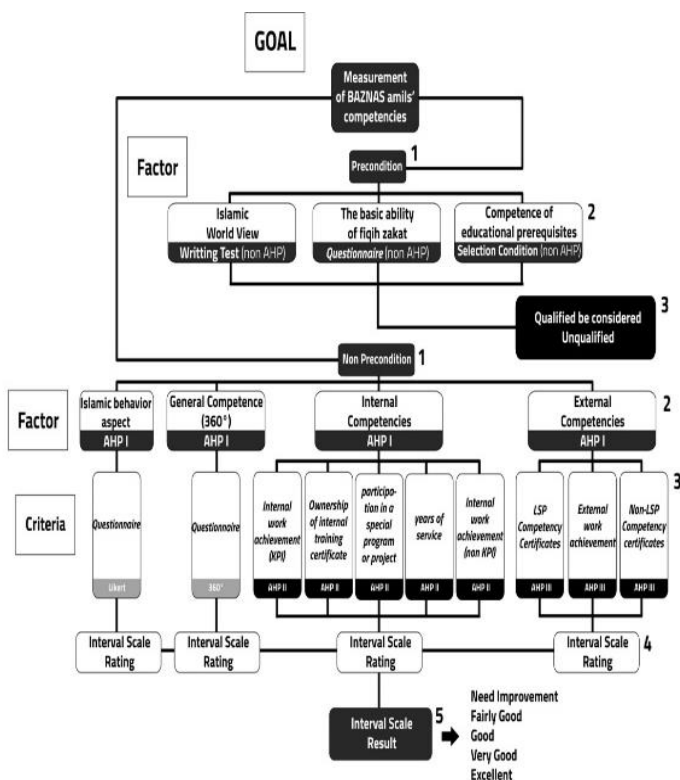 GOAL
Measurement
of BAZNAS amils'
competencies
Factor
1
Precondition
Islamic
World View
Writting Test (non AHP)
The basic ability
of fiqih zakat
Questionnaire (non AHP)
Competence of
educational prerequisites
Selection Condition (non AHP)
2
Qualified be considered
Unqualified
3
Non Precondition
1
Factor
Islamic behavior
aspect
AHP I
General Competence
(360°)
AHP I
Internal
Competencies
AHP I
External
Competencies
AHP I
2
Criteria
Questionnaire
Likert
Questionnaire
360°
Internal
work
achievement
(KPI)
AHP II
Ownership
of internal
training
certificate
AHP II
participa-
tion in a
special
program
or project
AHP II
years of
service
AHP II
Internal
work
achievement
(non KPI)
AHP II
LSP
Competency
Certificates
AHP III
External
work
achievement
AHP III
Non-LSP
Competency
certificates
AHP III
3
Interval Scale
Rating
Interval Scale
Rating
Interval Scale
Rating
Interval Scale
Rating
4
Interval Scale
Result
5
Need Improvement
Fairly Good
Good
Very Good
Excellent